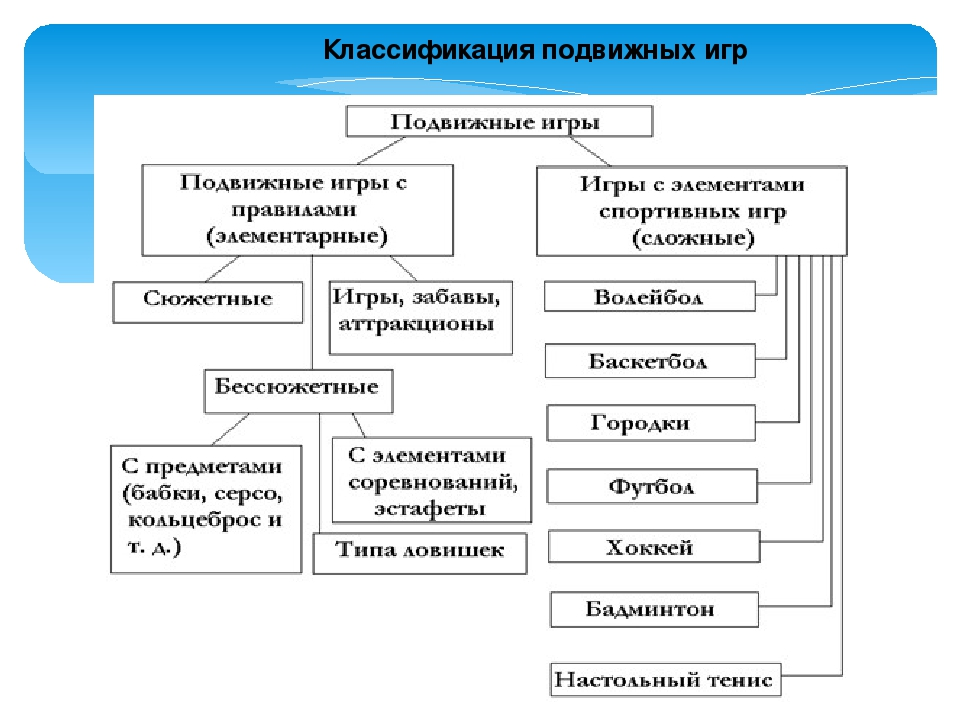 Классификация подвижных игр
Подвижные игры
Подвижные игры с
правилами
(элементарные)
Игры с элементами
спортивных игр
(сложные)
Сюжетные
Игры, забавы,
аттракционы
Бессюжетные
С предметами
(бабки, серсо,
кольцеброс и
т. д.)
С элементами
соревнований,
эстафеты
Типа ловишек
Волейбол
Баскетбол
Городки
Футбол
Хоккей
Бадминтон
Настольный тенис